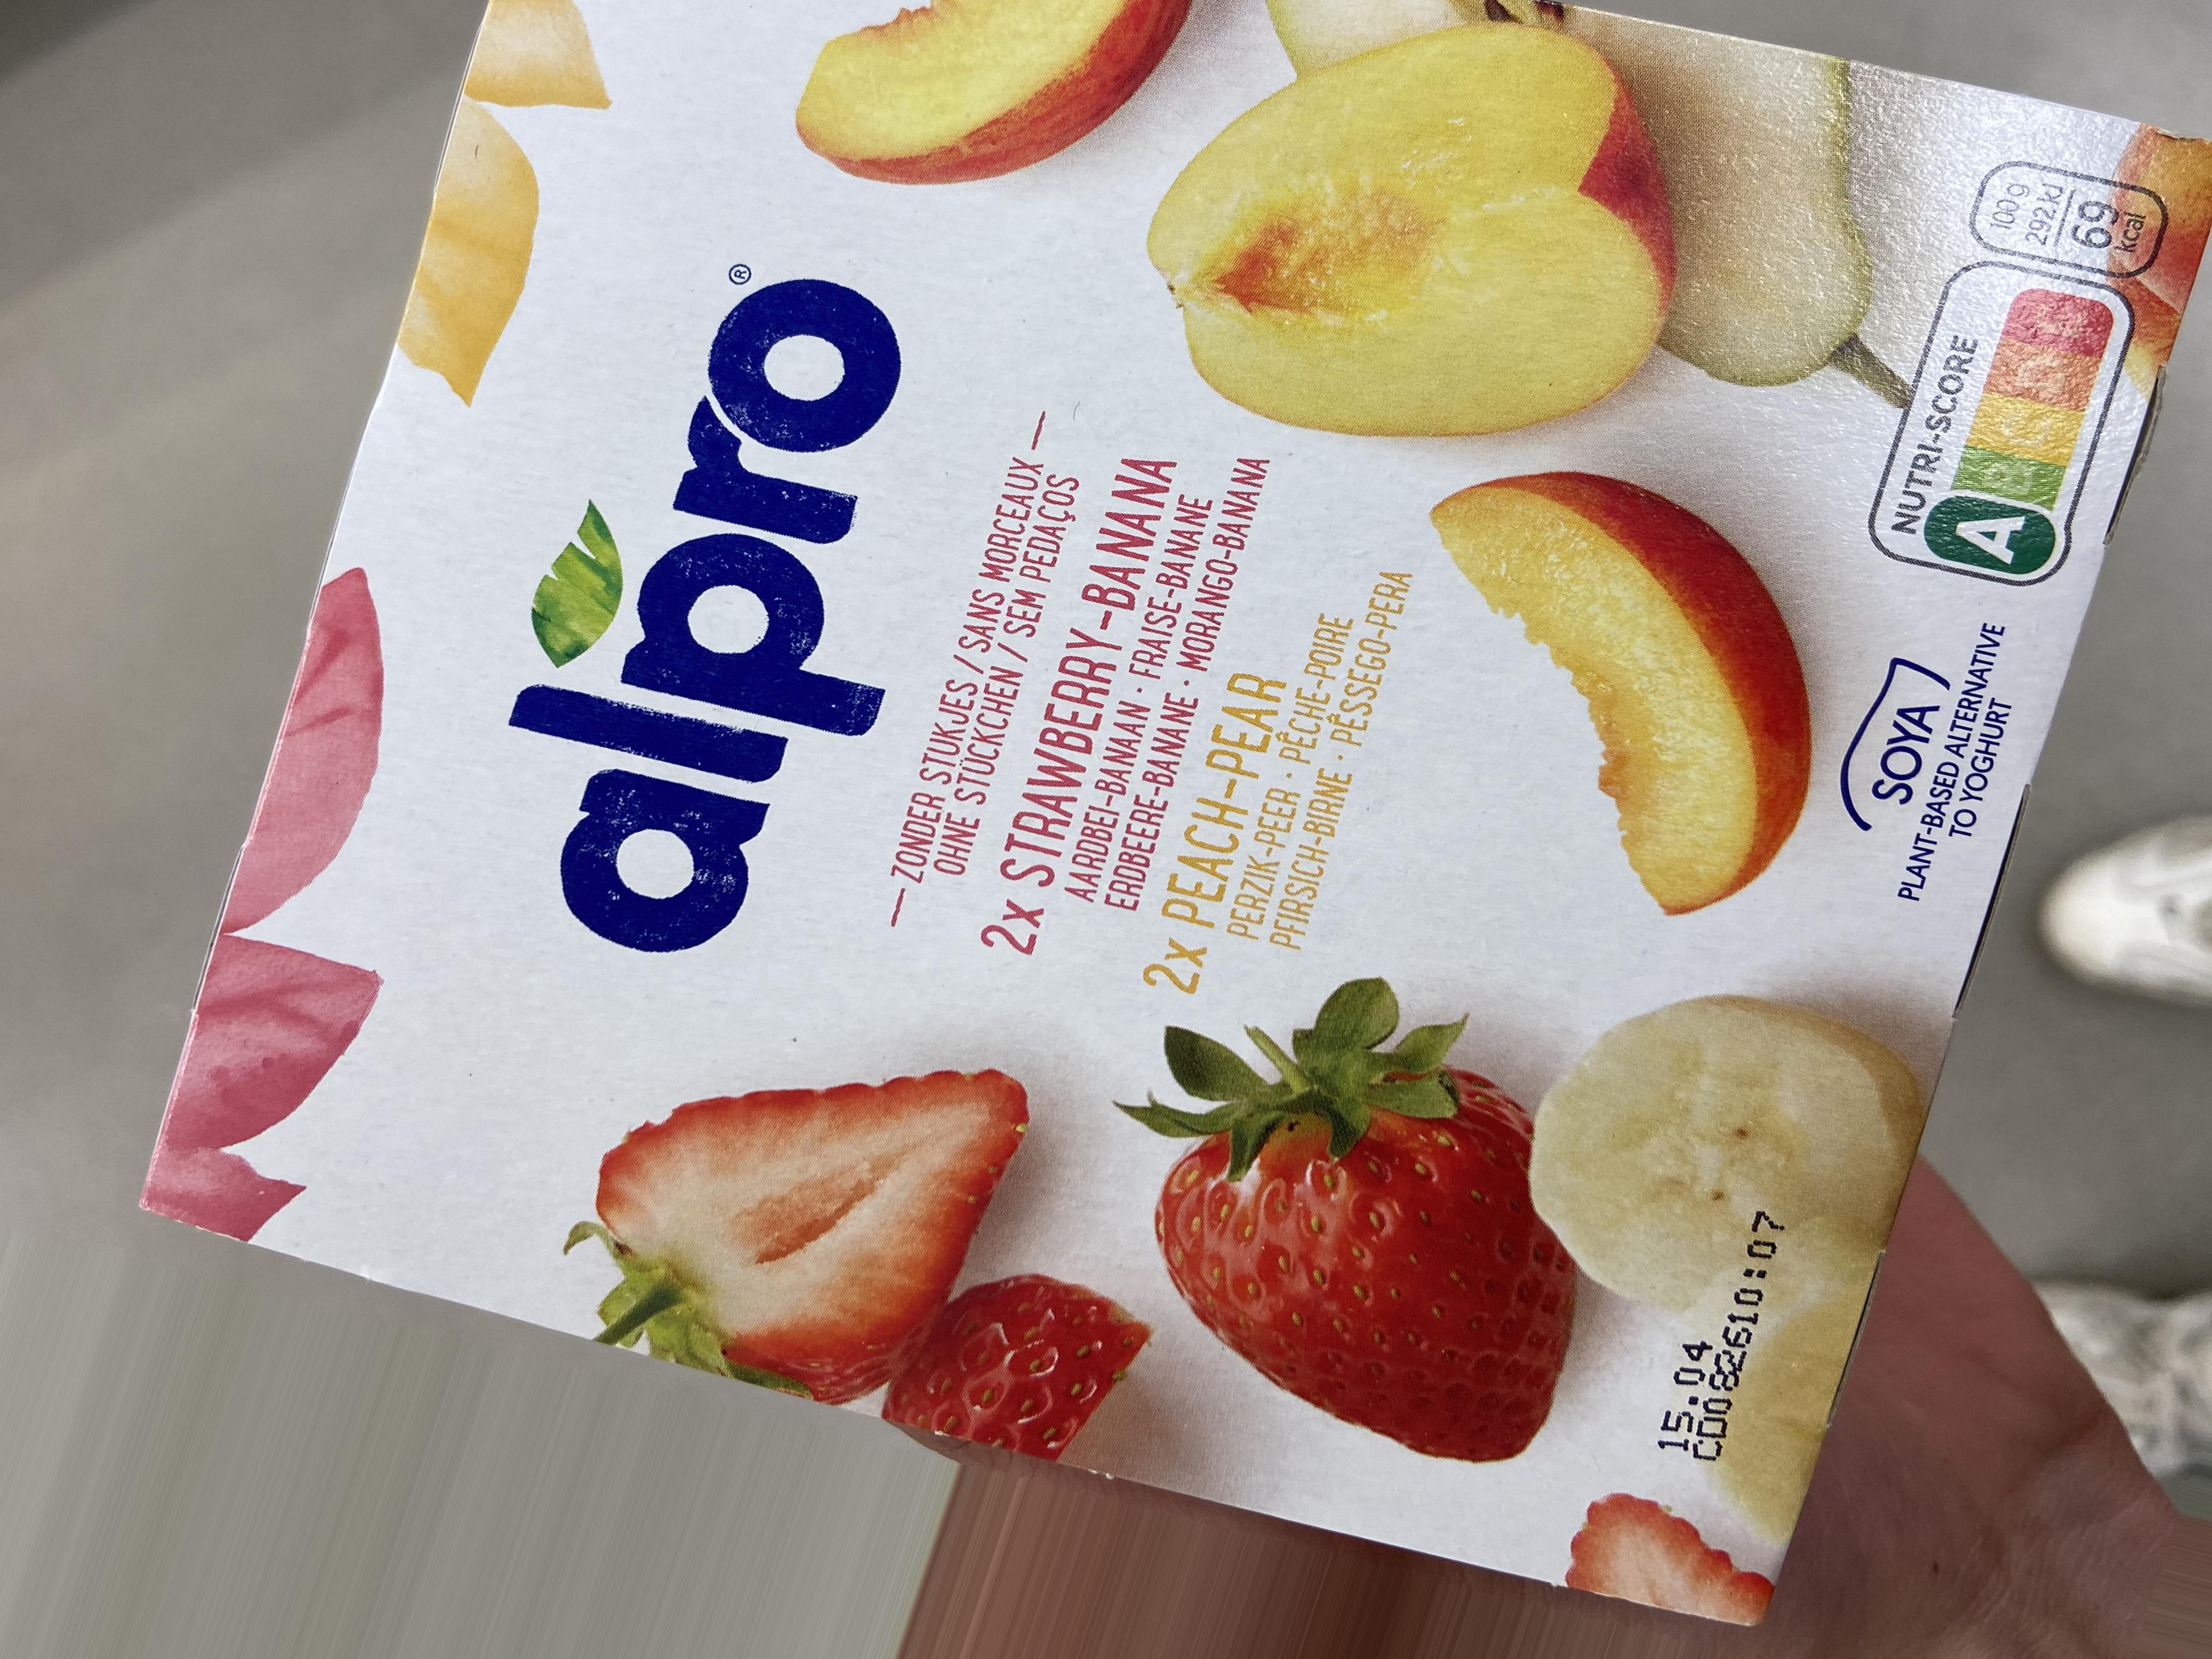 alpro®
ZONDER STUKJES / SANS MORCEAUX
OHNE STÜCKCHEN / SEM PEDAÇOS
2x STRAWBERRY-BANANA
AARDBEI-BANAAN · FRAISE-BANANE
ERDBEERE-BANANE · MORANGO-BANANA
2x PEACH-PEAR
PERZIK-PEER · PÊCHE-POIRE
PFIRSICH-BIRNE · PÊSSEGO-PERA
SOYA
PLANT-BASED ALTERNATIVE
TO YOGHURT
NUTRI-SCORE
A B C D E
100 g
292 kJ
69
kcal
15.04